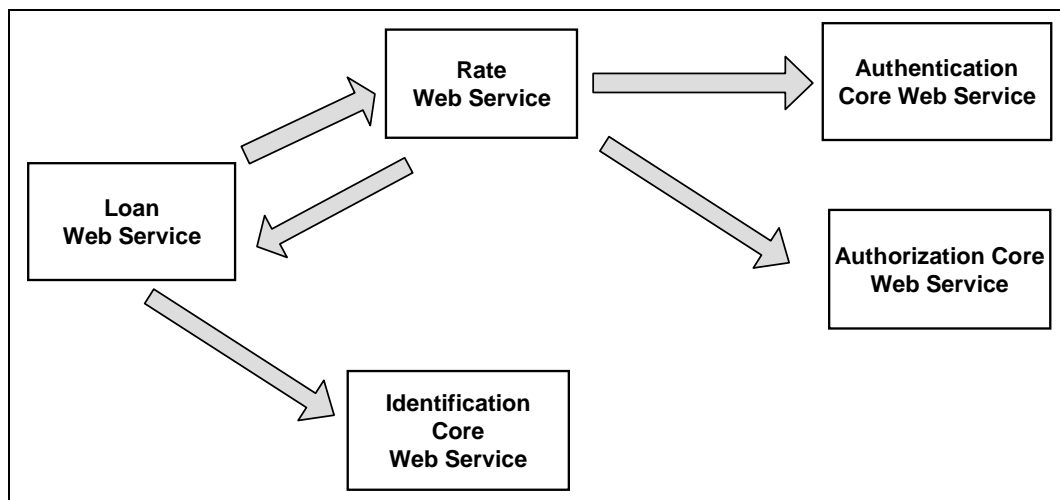 Rate
Web Service
Authentication
Core Web Service
Loan
Web Service
Authorization Core
Web Service
Identification
Core
Web Service